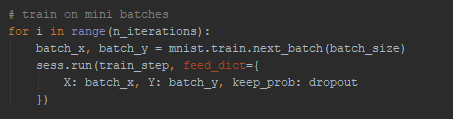 # train on mini batches
for i in range(n_iterations):
    batch_x, batch_y = mnist.train.next_batch(batch_size)
    sess.run(train_step, feed_dict={
        X: batch_x, Y: batch_y, keep_prob: dropout
    })